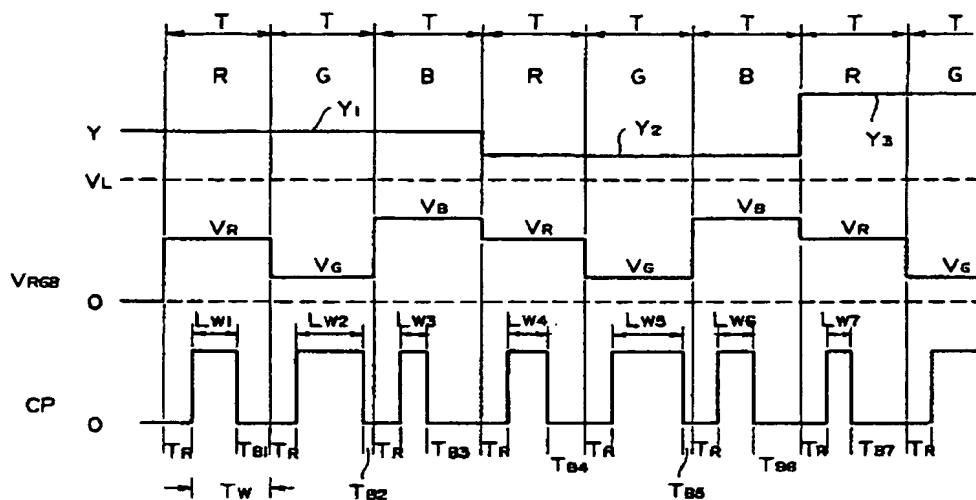 T T T T T T T T
R G B R G B R G
Y Y1 Y2 Y3
VL
VR VG VB VR VG VB VR VG
VRGB
O
LW1 LW2 LW3 LW4 LW5 LW6 LW7
CP
O
TR TB1 TR TR TB3 TR TR TR TB6 TR TB7 TR
TB2 TB4 TB5
TW